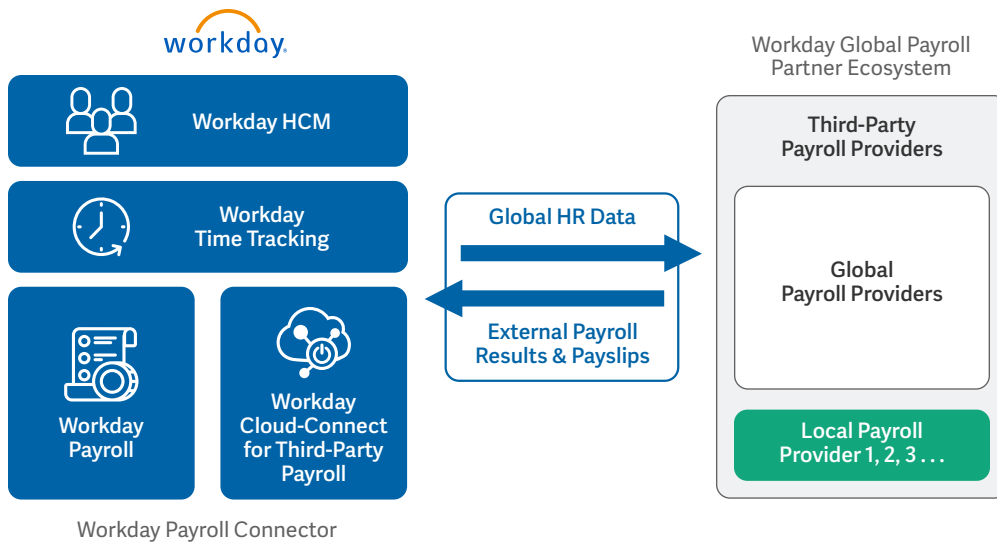 workday.
Workday HCM
Workday
Time Tracking
Workday
Payroll
Workday
Cloud-Connect
for Third-Party
Payroll
Workday Payroll Connector
Global HR Data
External Payroll
Results & Payslips
Workday Global Payroll
Partner Ecosystem
Third-Party
Payroll Providers
Global
Payroll Providers
Local Payroll
Provider 1, 2, 3 . . .